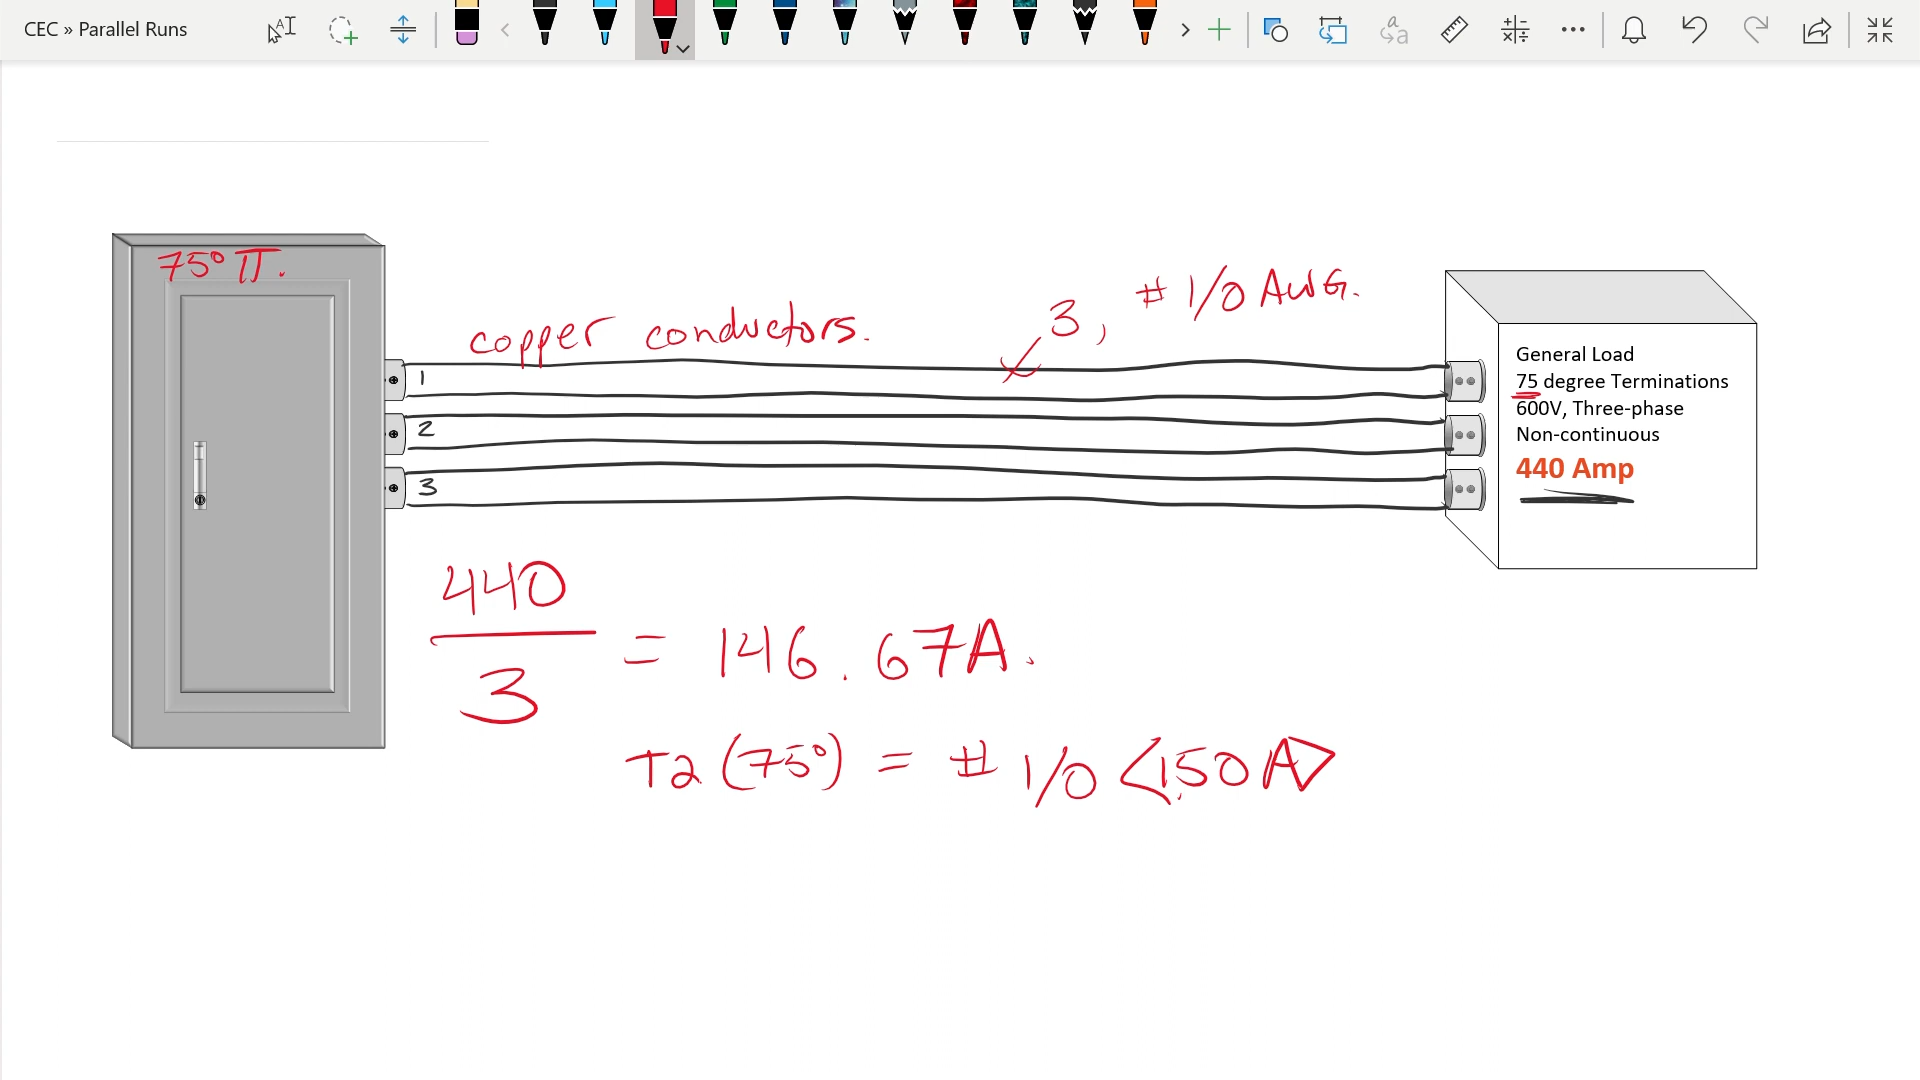 CEC » Parallel Runs
75° TT.
copper conductors.
3, # 1/0 AWG.
1
2
3
General Load
75 degree Terminations
600V, Three-phase
Non-continuous
440 Amp
440
3
= 146.67A.
T2 (75°) = # 1/0 <150A>